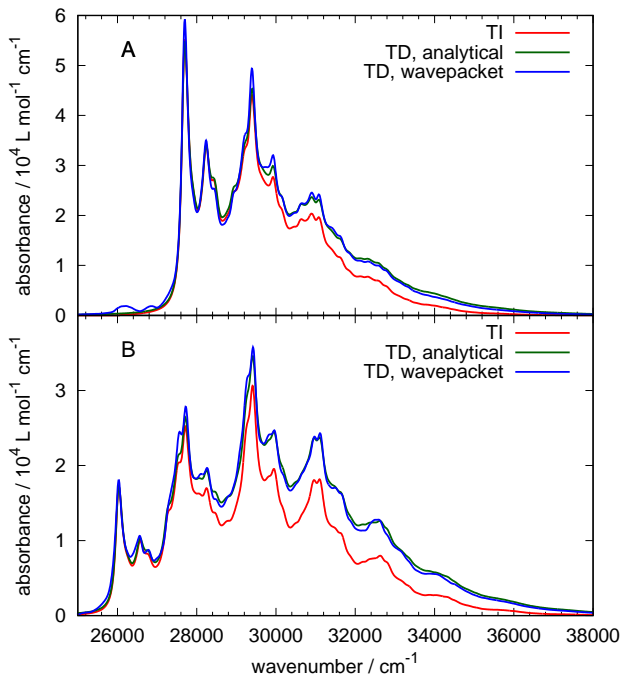 6
5
4
3
2
1
0
absorbance / 10⁴ L mol⁻¹ cm⁻¹
A
TI
TD, analytical
TD, wavepacket
3
2
1
0
absorbance / 10⁴ L mol⁻¹ cm⁻¹
B
TI
TD, analytical
TD, wavepacket
26000 28000 30000 32000 34000 36000 38000
wavenumber / cm⁻¹